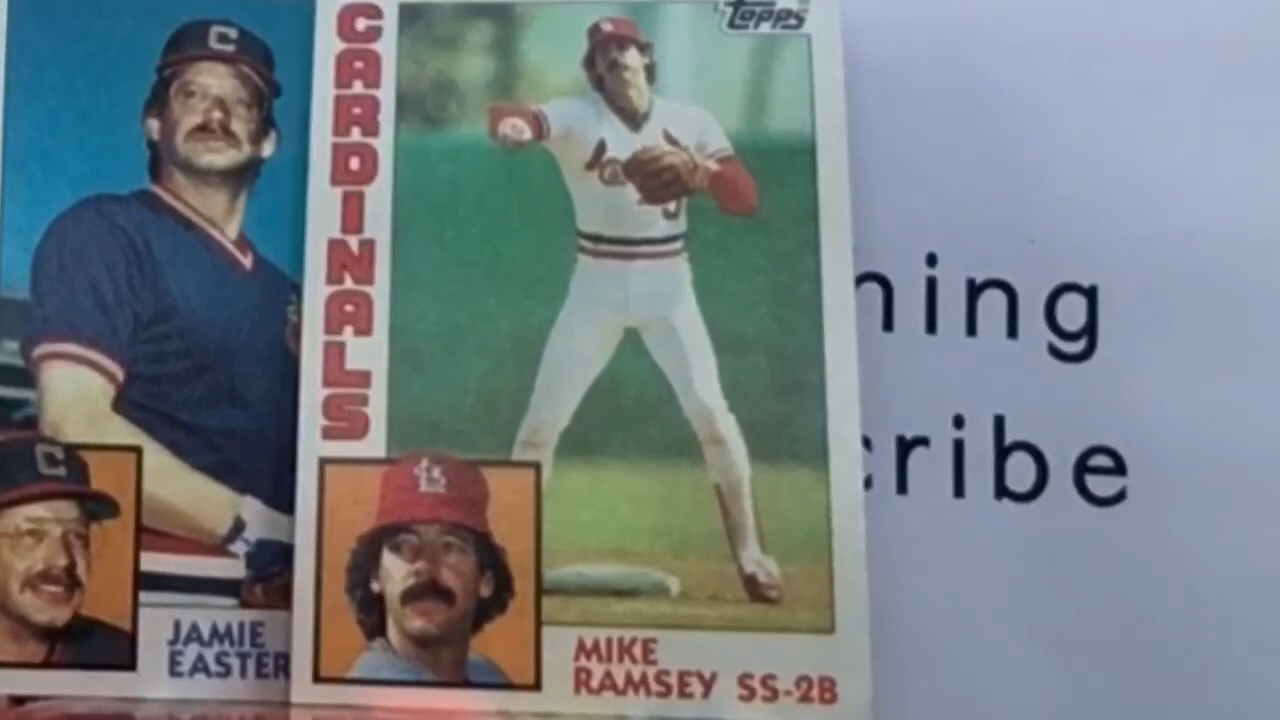 C
C
JAMIE
EASTER
CARDINALS
Topps
MIKE
RAMSEY SS-2B
ning
cribe